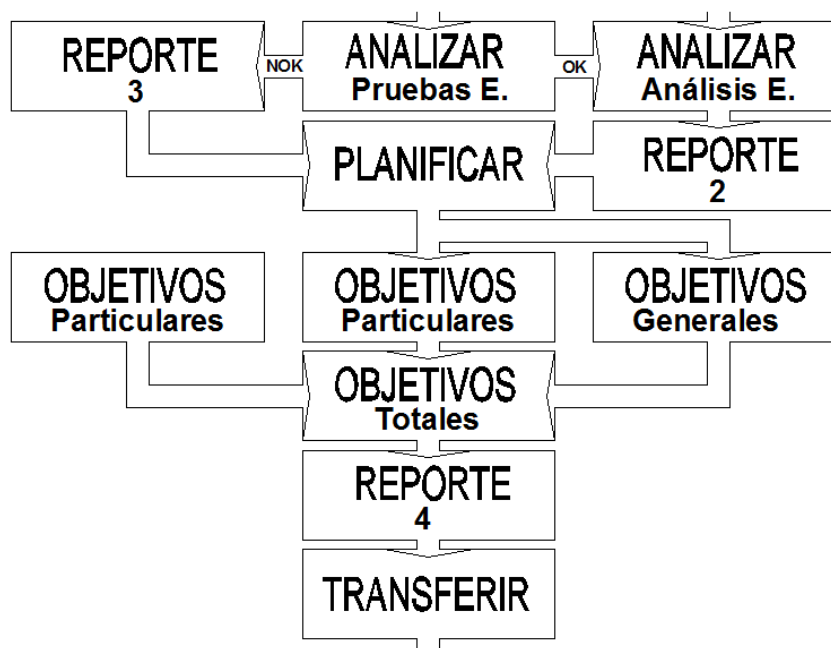 REPORTE
3
NOK
ANALIZAR
Pruebas E.
OK
ANALIZAR
Análisis E.
PLANIFICAR
REPORTE
2
OBJETIVOS
Particulares
OBJETIVOS
Particulares
OBJETIVOS
Generales
OBJETIVOS
Totales
REPORTE
4
TRANSFERIR